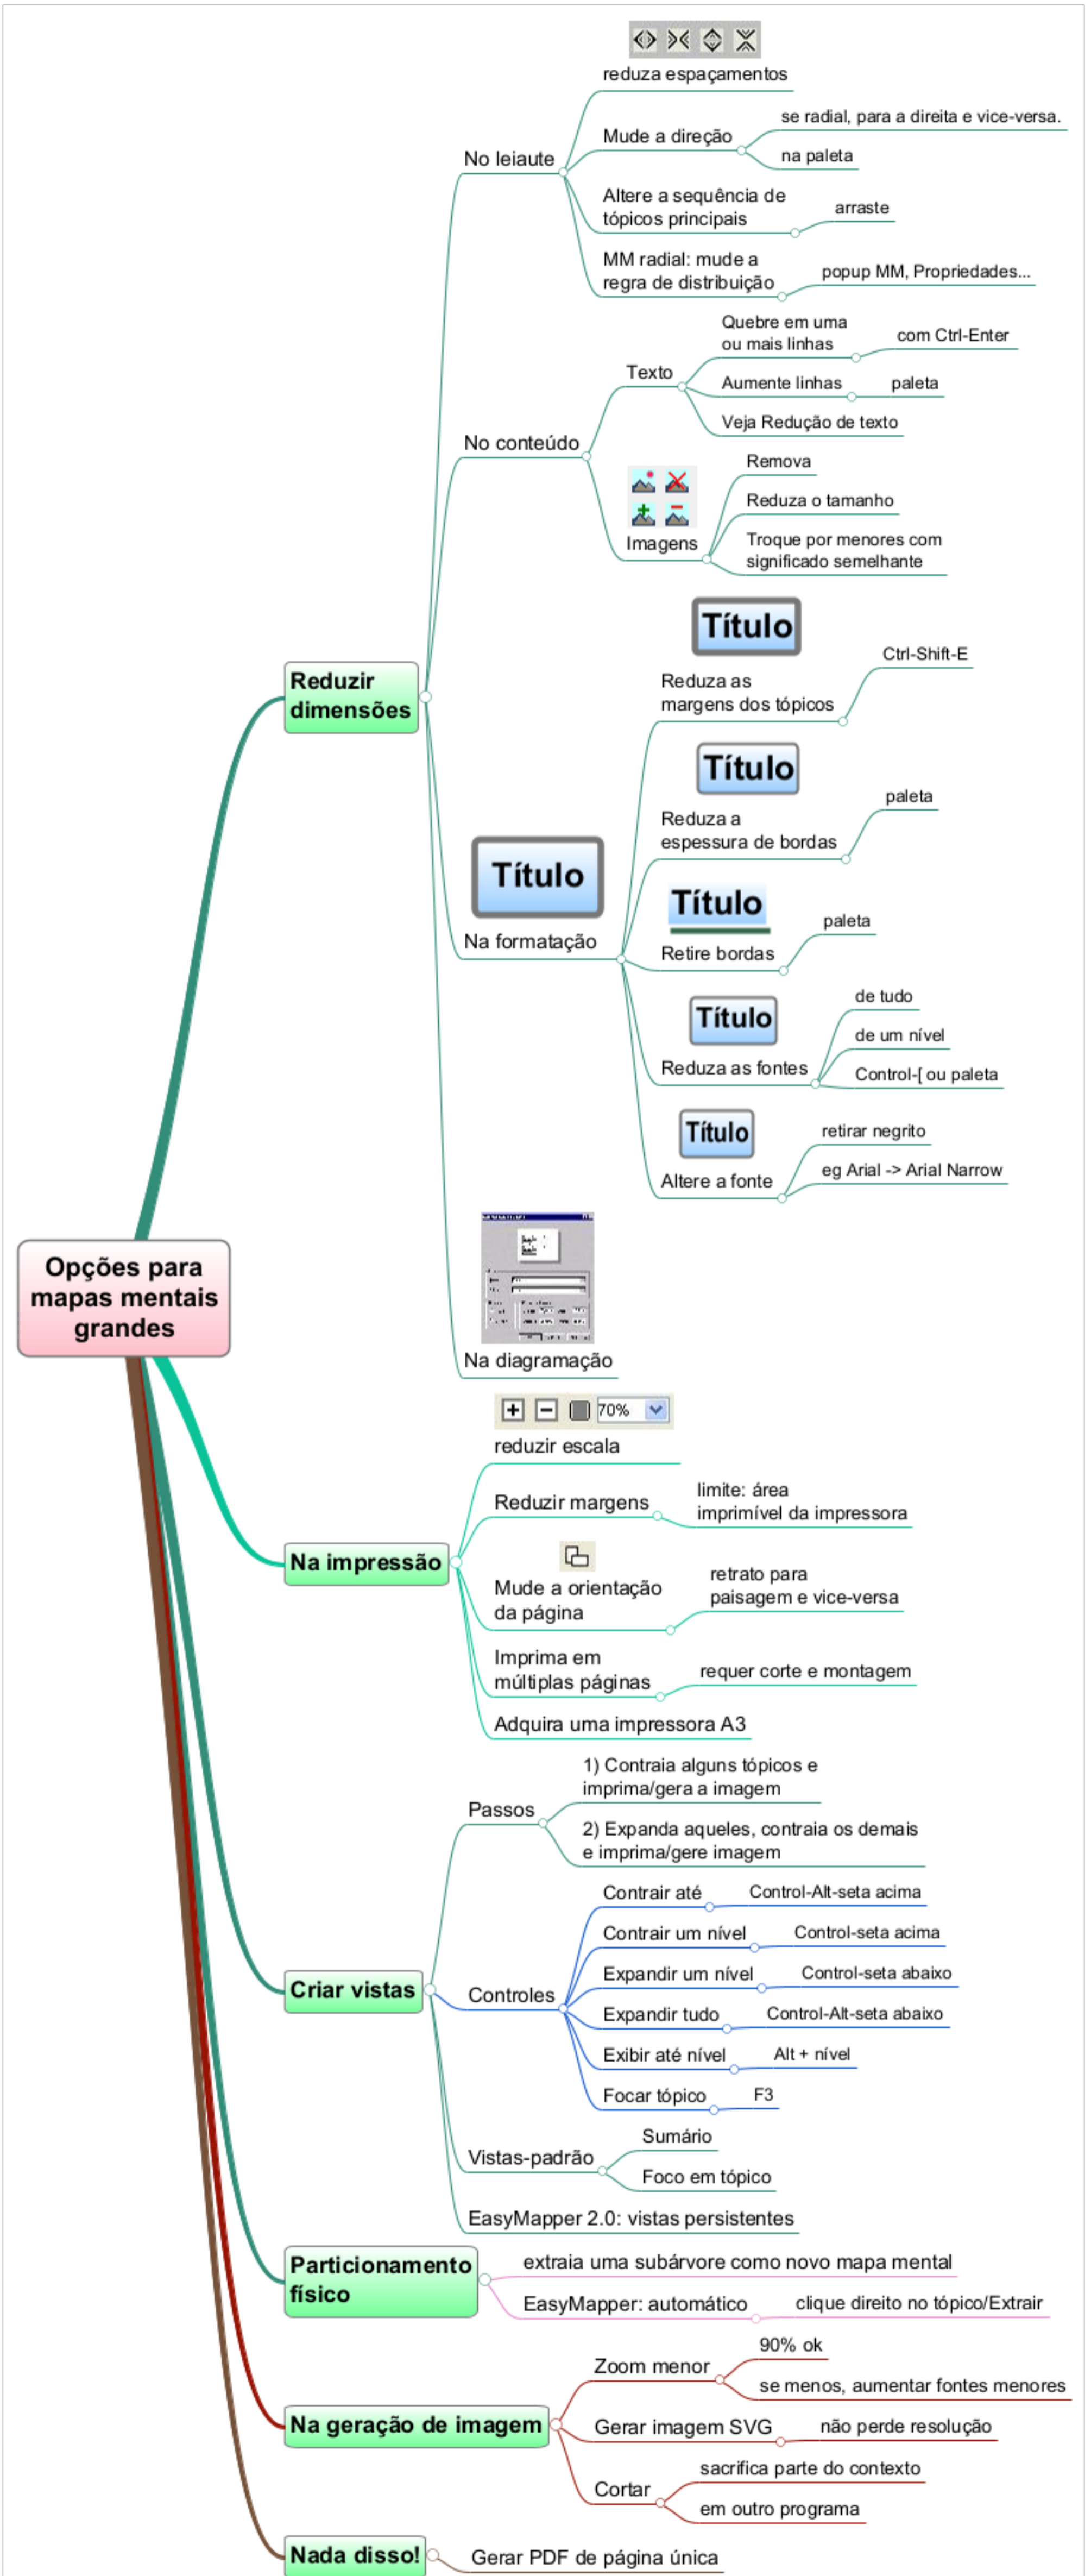 Opções para
mapas mentais
grandes
Reduzir
dimensões
No leiaute
reduza espaçamentos
Mude a direção
se radial, para a direita e vice-versa.
na paleta
Altere a sequência de
tópicos principais
arraste
MM radial: mude a
regra de distribuição
popup MM, Propriedades...
No conteúdo
Texto
Quebre em uma
ou mais linhas
com Ctrl-Enter
Aumente linhas
paleta
Veja Redução de texto
Imagens
Remova
Reduza o tamanho
Troque por menores com
significado semelhante
Título
Na formatação
Título
Reduza as
margens dos tópicos
Ctrl-Shift-E
Título
Reduza a
espessura de bordas
paleta
Título
Retire bordas
paleta
Título
Reduza as fontes
de tudo
de um nível
Control-[ ou paleta
Título
Altere a fonte
retirar negrito
eg Arial -> Arial Narrow
Na diagramação
Na impressão
70%
reduzir escala
Reduzir margens
limite: área
imprimível da impressora
Mude a orientação
da página
retrato para
paisagem e vice-versa
Imprima em
múltiplas páginas
requer corte e montagem
Adquira uma impressora A3
Criar vistas
Passos
1) Contraia alguns tópicos e
imprima/gera a imagem
2) Expanda aqueles, contraia os demais
e imprima/gere imagem
Controles
Contrair até
Control-Alt-seta acima
Contrair um nível
Control-seta acima
Expandir um nível
Control-seta abaixo
Expandir tudo
Control-Alt-seta abaixo
Exibir até nível
Alt + nível
Focar tópico
F3
Vistas-padrão
Sumário
Foco em tópico
EasyMapper 2.0: vistas persistentes
Particionamento
físico
extraia uma subárvore como novo mapa mental
EasyMapper: automático
clique direito no tópico/Extrair
Na geração de imagem
Zoom menor
90% ok
se menos, aumentar fontes menores
Gerar imagem SVG
não perde resolução
Cortar
sacrifica parte do contexto
em outro programa
Nada disso!
Gerar PDF de página única